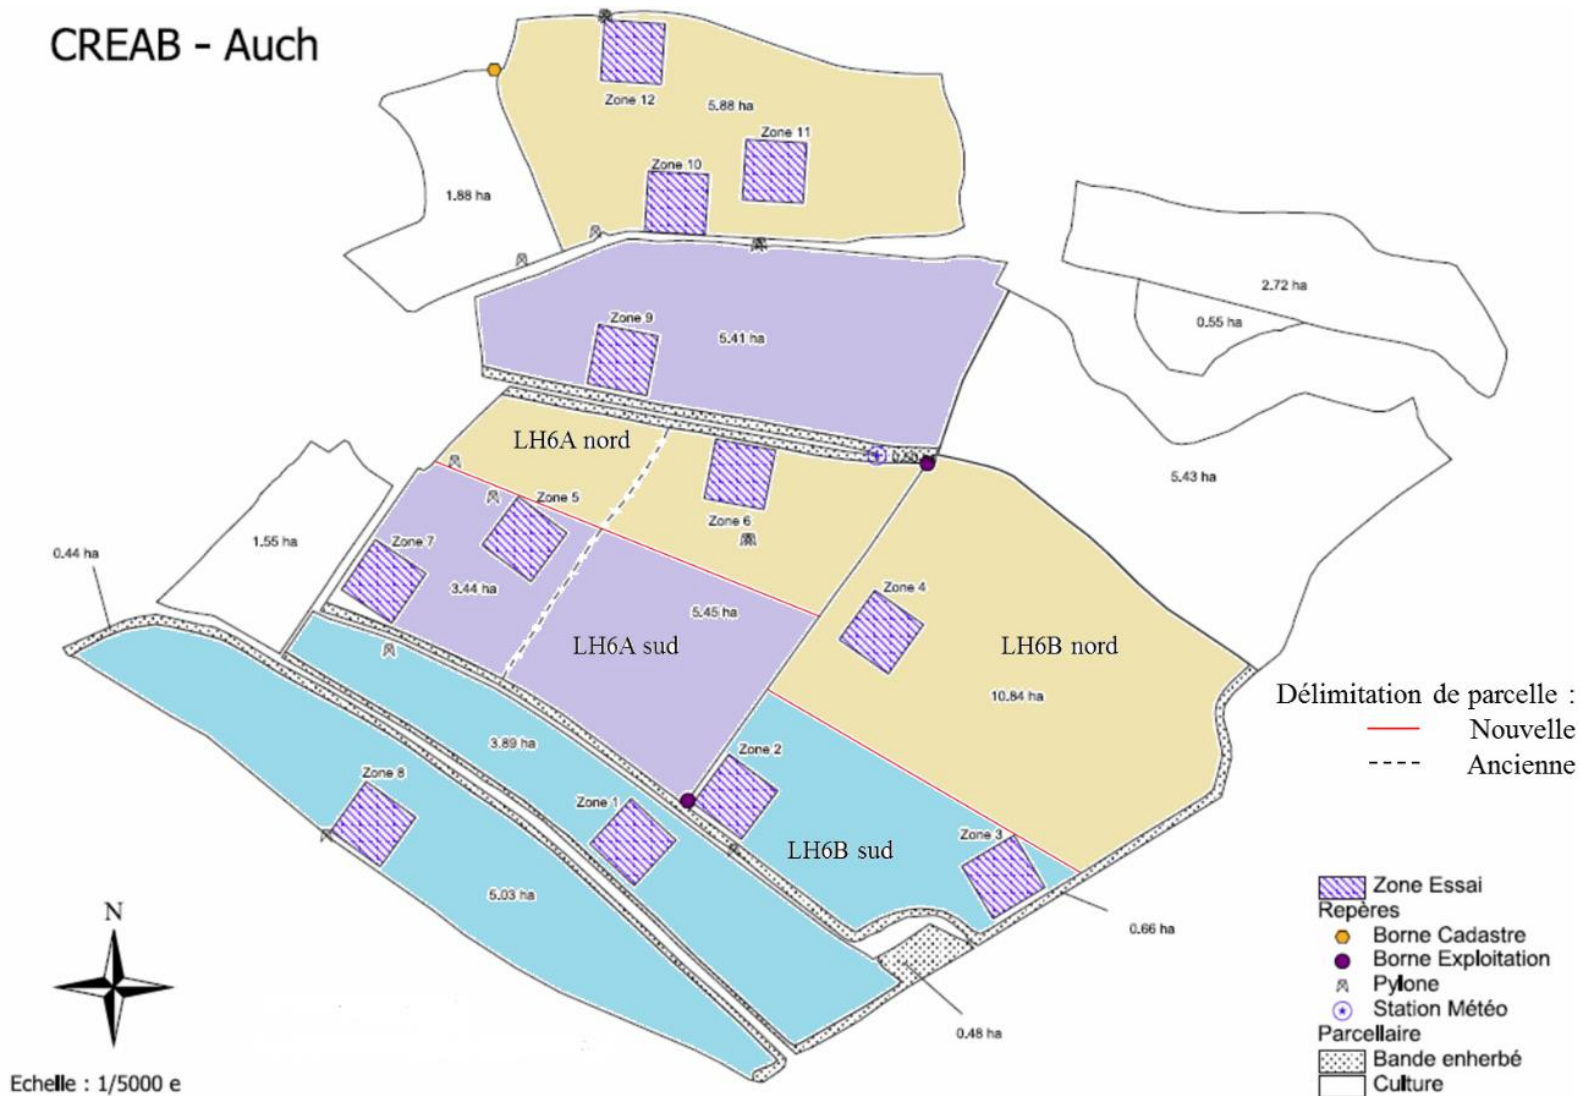 CREAB - Auch
Zone 12
5.88 ha
Zone 11
Zone 10
1.88 ha
2.72 ha
0.55 ha
Zone 9
5.41 ha
LH6A nord
5.43 ha
Zone 5
Zone 6
1.55 ha
0.44 ha
Zone 7
3.44 ha
Zone 4
5.45 ha
LH6A sud
LH6B nord
10.84 ha
Délimitation de parcelle :
Nouvelle
Ancienne
3.89 ha
Zone 2
Zone 8
Zone 1
Zone 3
LH6B sud
5.03 ha
0.66 ha
0.48 ha
N
Echelle : 1/5000 e
Zone Essai
Repères
Borne Cadastre
Borne Exploitation
Pylone
Station Météo
Parcellaire
Bande enherbé
Culture